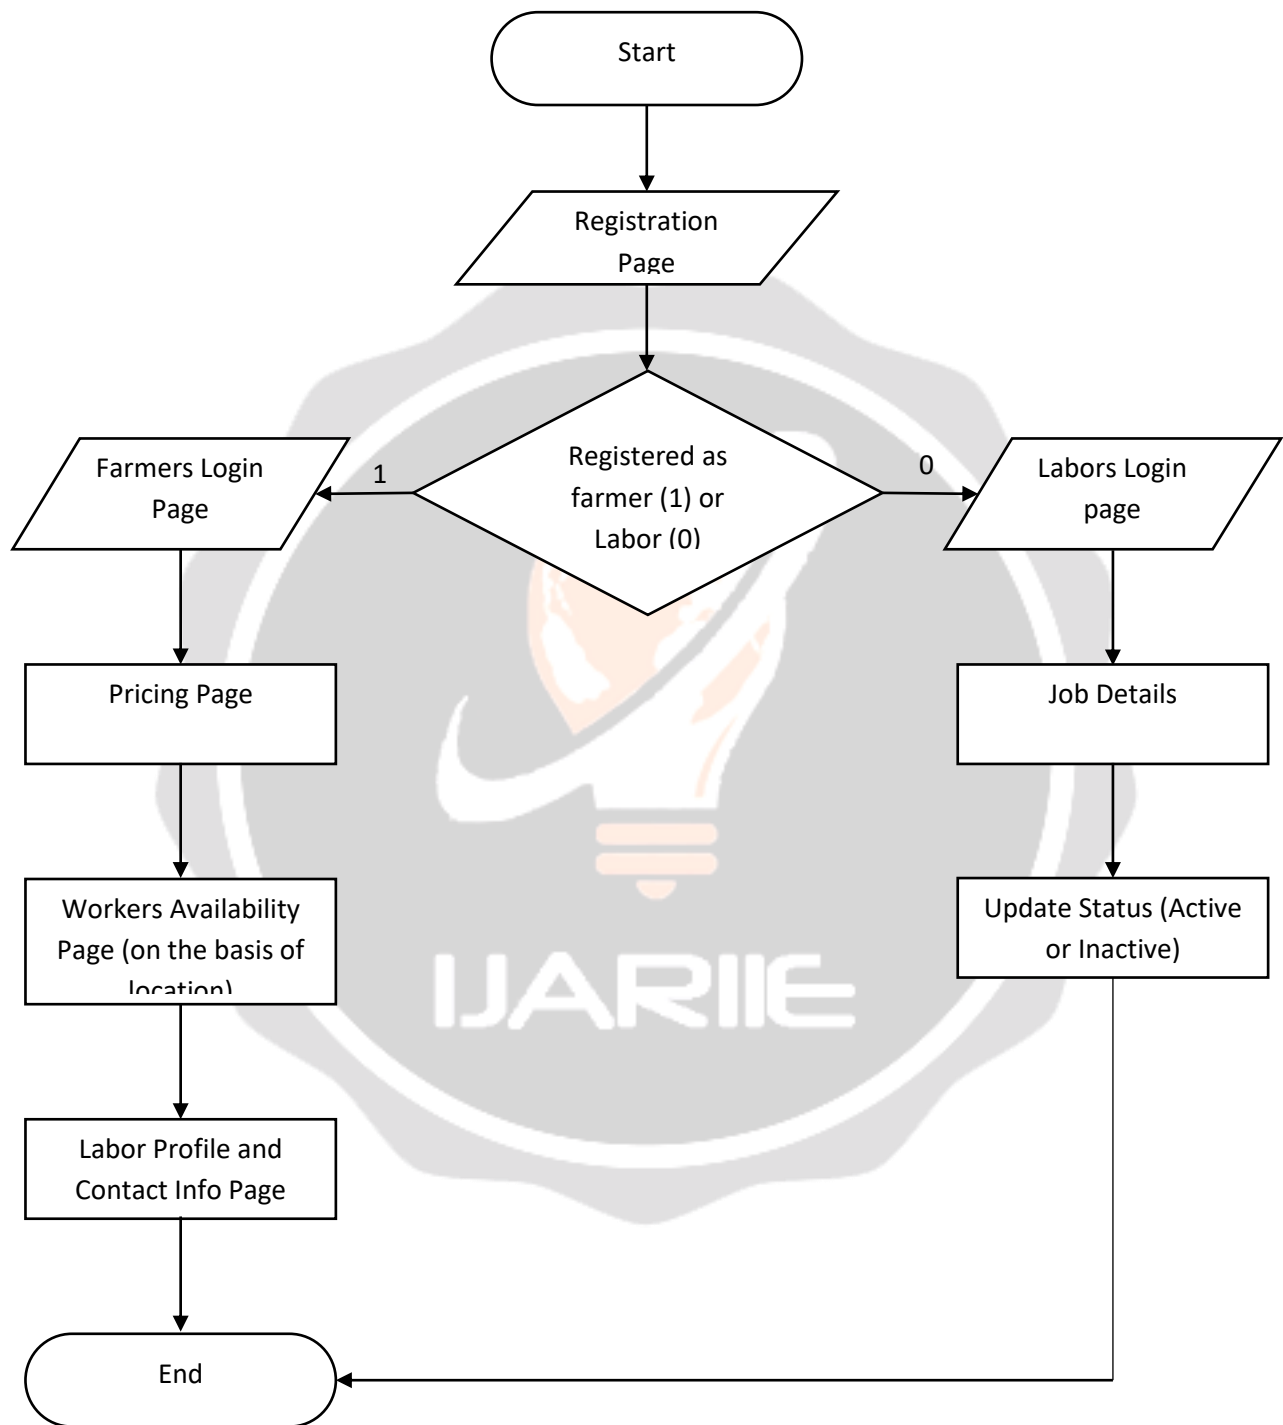 Start
Registration
Page
Registered as
farmer (1) or
Labor (0)
1
0
Farmers Login
Page
Labors Login
page
Pricing Page
Job Details
Workers Availability
Page (on the basis of
location)
Update Status (Active
or Inactive)
IJARIIE
Labor Profile and
Contact Info Page
End